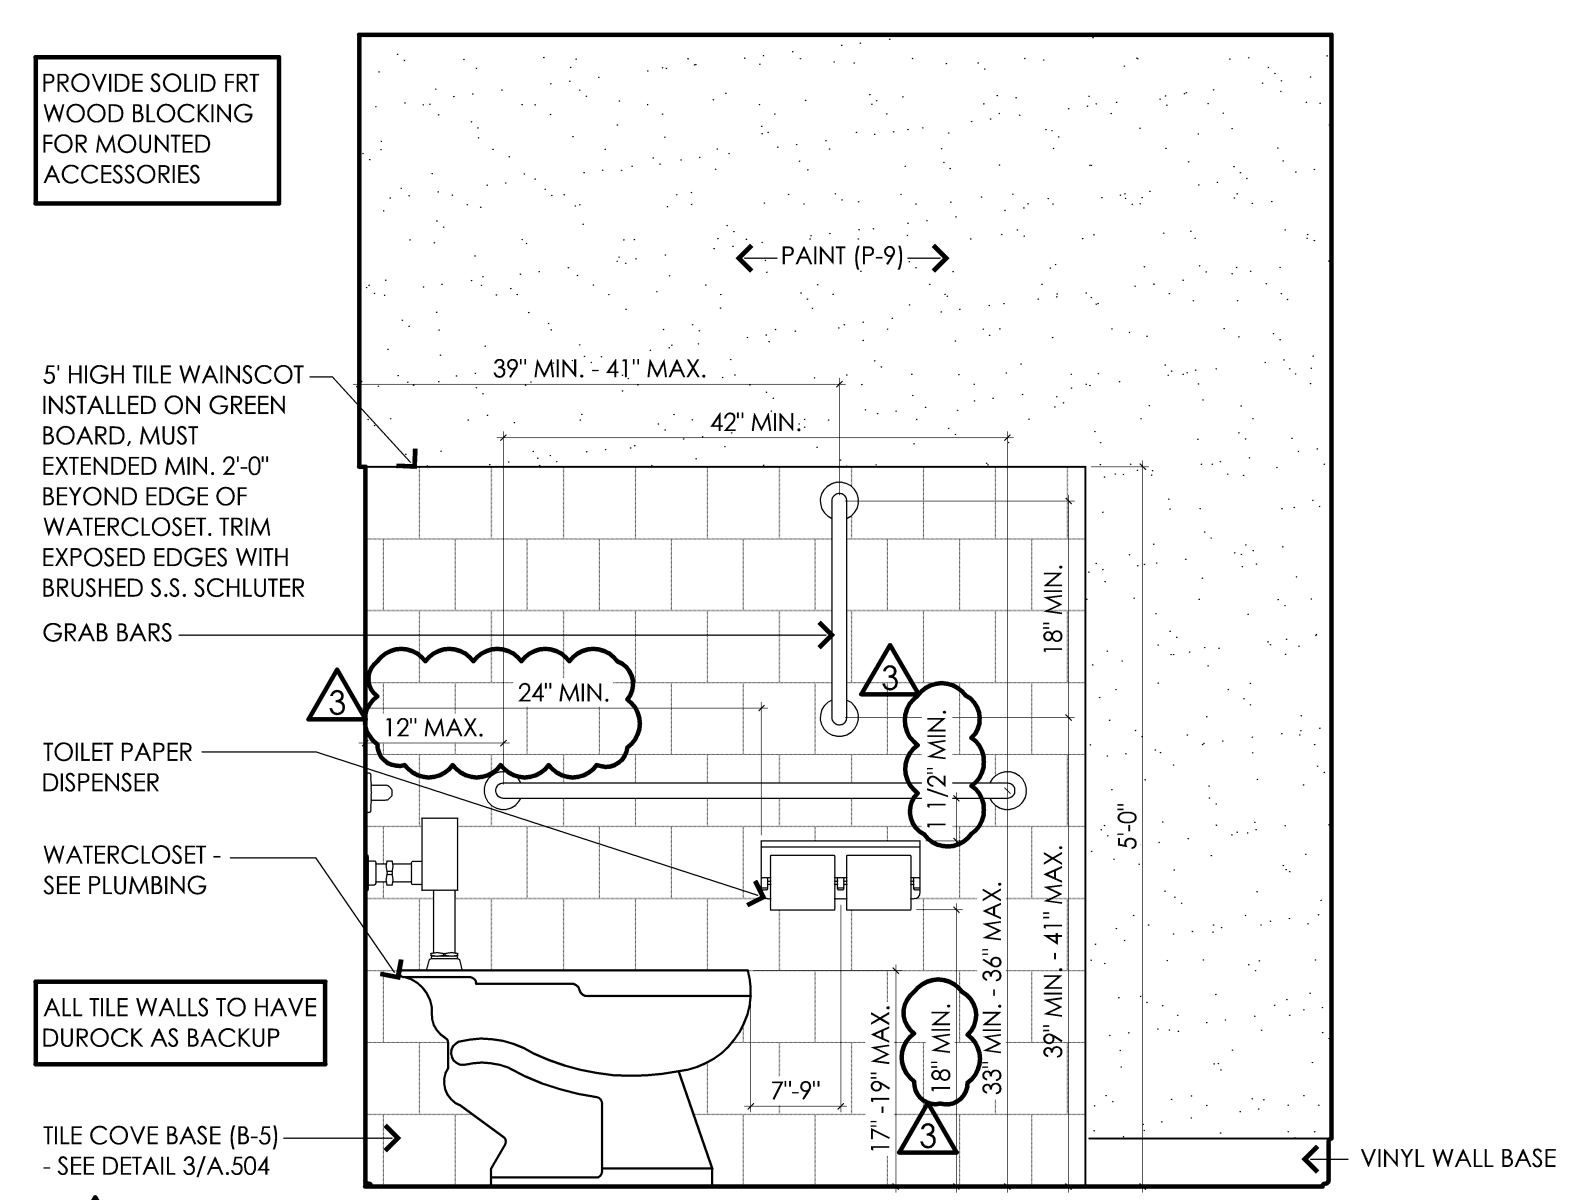 PROVIDE SOLID FRT
WOOD BLOCKING
FOR MOUNTED
ACCESSORIES
PAINT (P-9)
39" MIN. - 41" MAX.
42" MIN.
5' HIGH TILE WAINSCOT
INSTALLED ON GREEN
BOARD, MUST
EXTENDED MIN. 2'-0"
BEYOND EDGE OF
WATERCLOSET. TRIM
EXPOSED EDGES WITH
BRUSHED S.S. SCHLUTER
18" MIN.
GRAB BARS
3
24" MIN.
12" MAX.
3
1 1/2" MIN.
TOILET PAPER
DISPENSER
5'-0"
WATERCLOSET -
SEE PLUMBING
39" MIN. - 41" MAX.
33" MIN. - 36" MAX.
18" MIN.
17" -19" MAX.
7"-9"
3
ALL TILE WALLS TO HAVE
DUROCK AS BACKUP
TILE COVE BASE (B-5)
- SEE DETAIL 3/A.504
VINYL WALL BASE